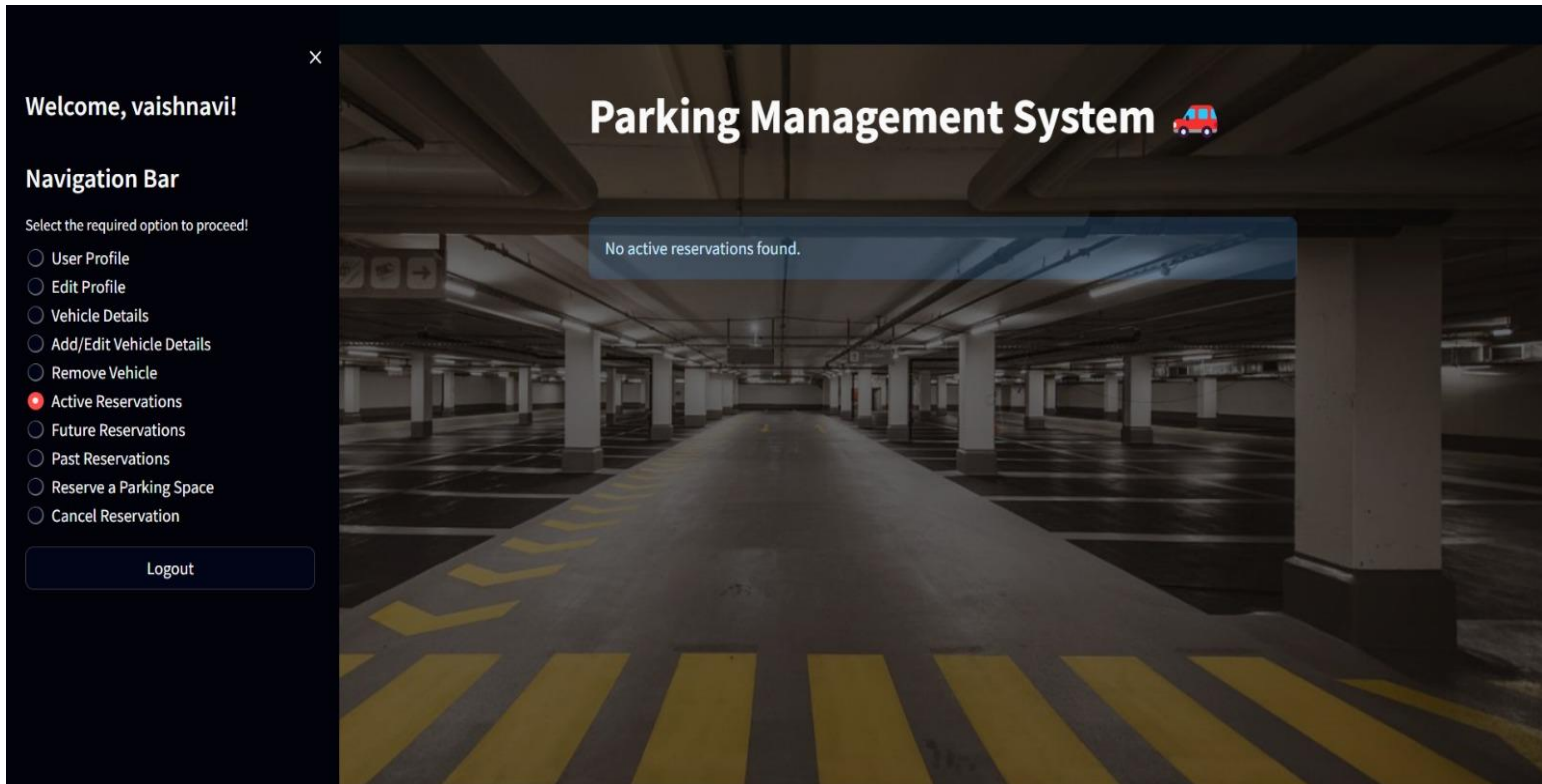 Welcome, vaishnavi!
Navigation Bar
Select the required option to proceed!
User Profile
Edit Profile
Vehicle Details
Add/Edit Vehicle Details
Remove Vehicle
Active Reservations
Future Reservations
Past Reservations
Reserve a Parking Space
Cancel Reservation
Logout
Parking Management System 🚗
No active reservations found.